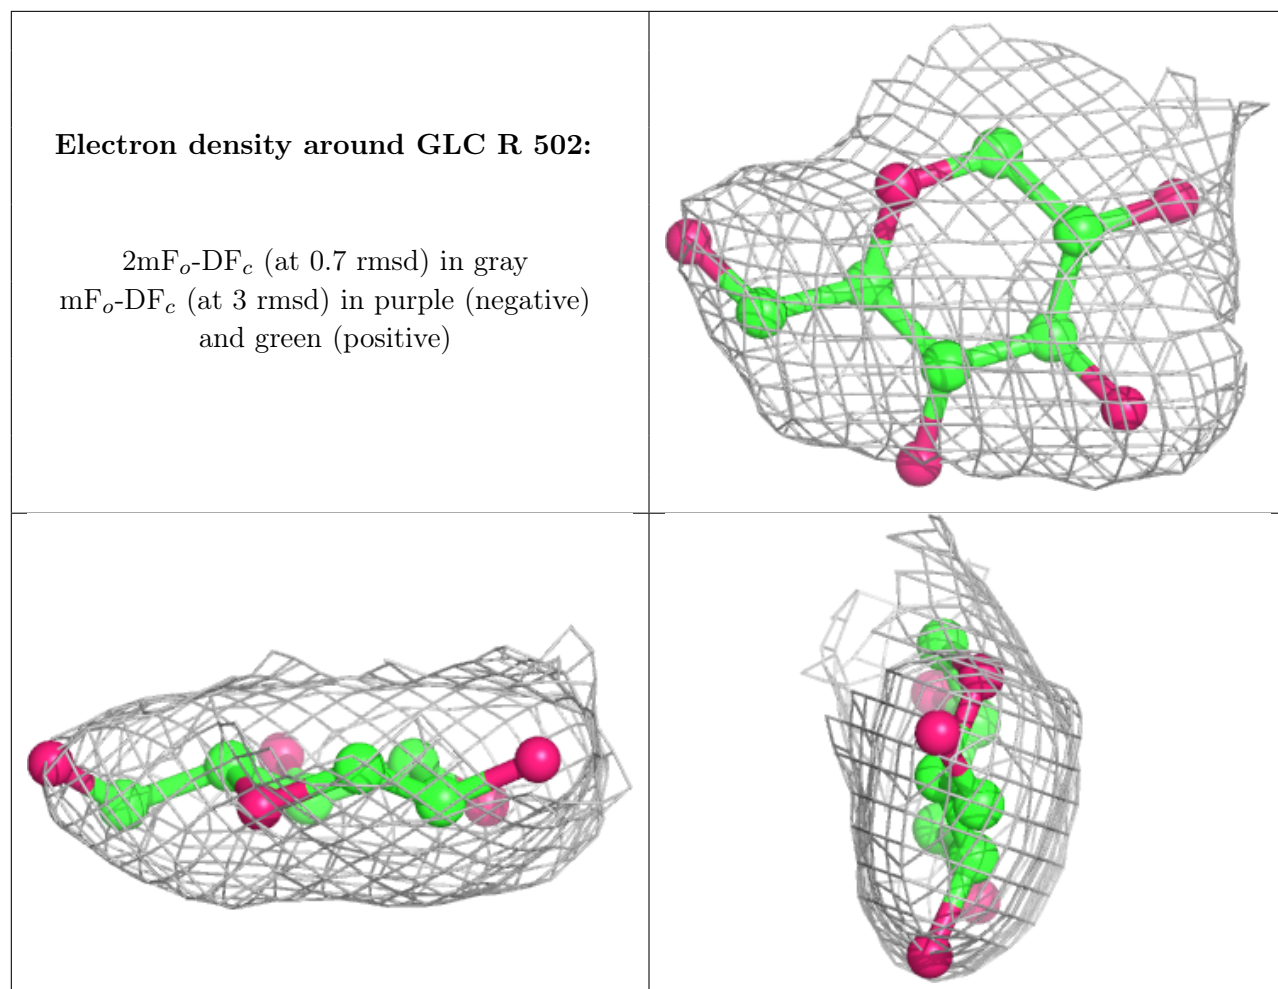 Electron density around GLC R 502:
2mFo-DFc (at 0.7 rmsd) in gray
mFo-DFc (at 3 rmsd) in purple (negative)
and green (positive)